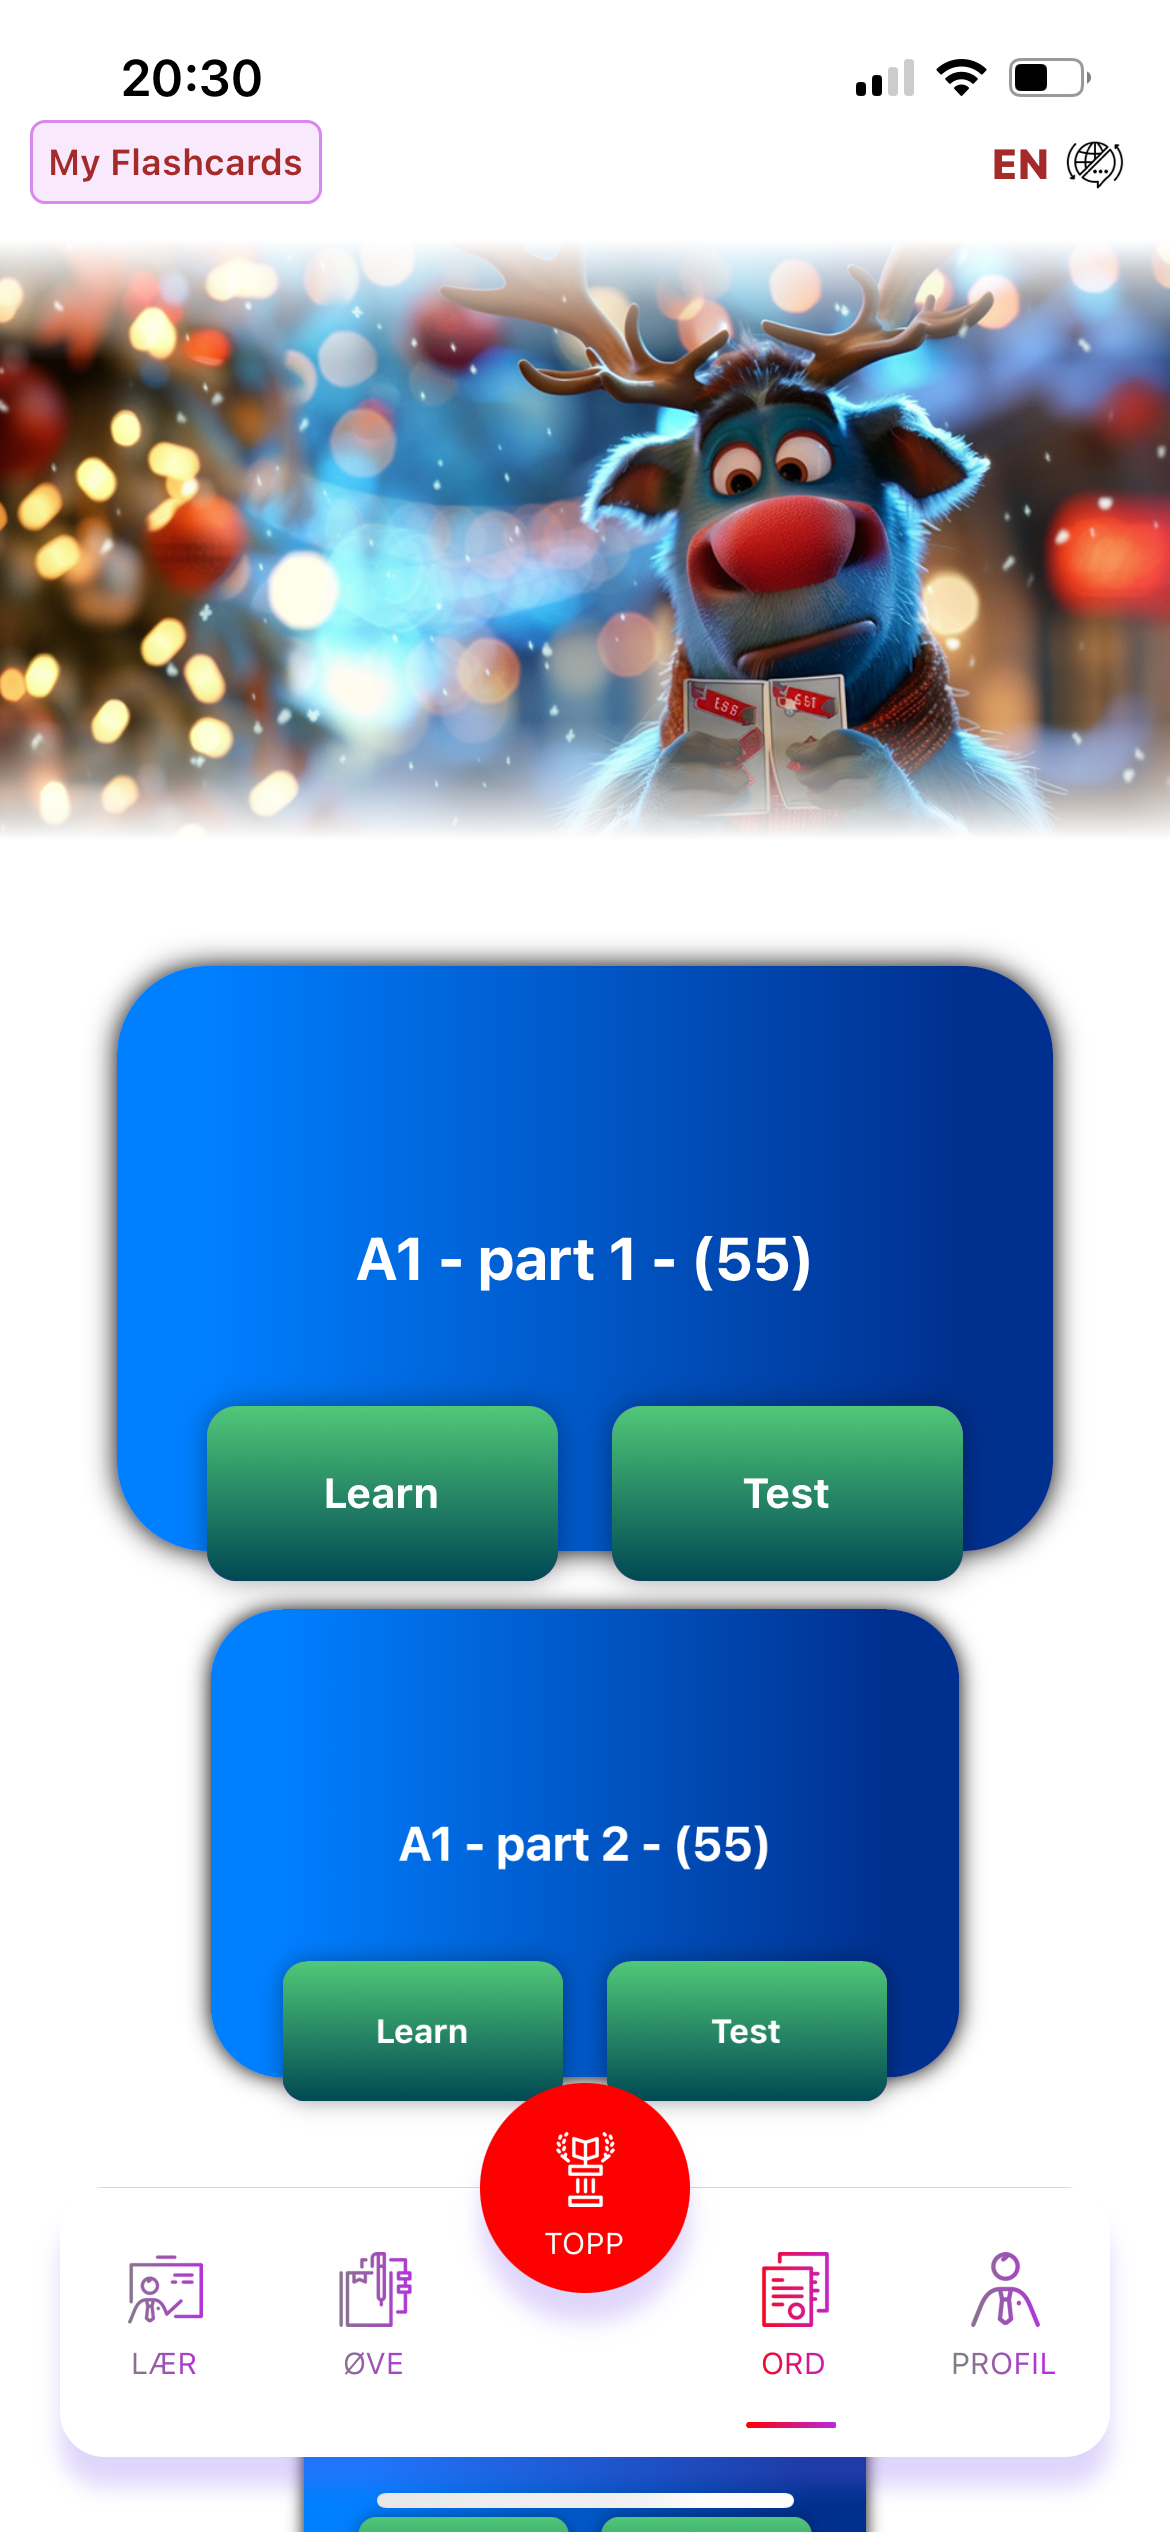 20:30
My Flashcards
EN
A1 - part 1 - (55)
Learn
Test
A1 - part 2 - (55)
Learn
Test
TOPP
LÆR
ØVE
ORD
PROFIL